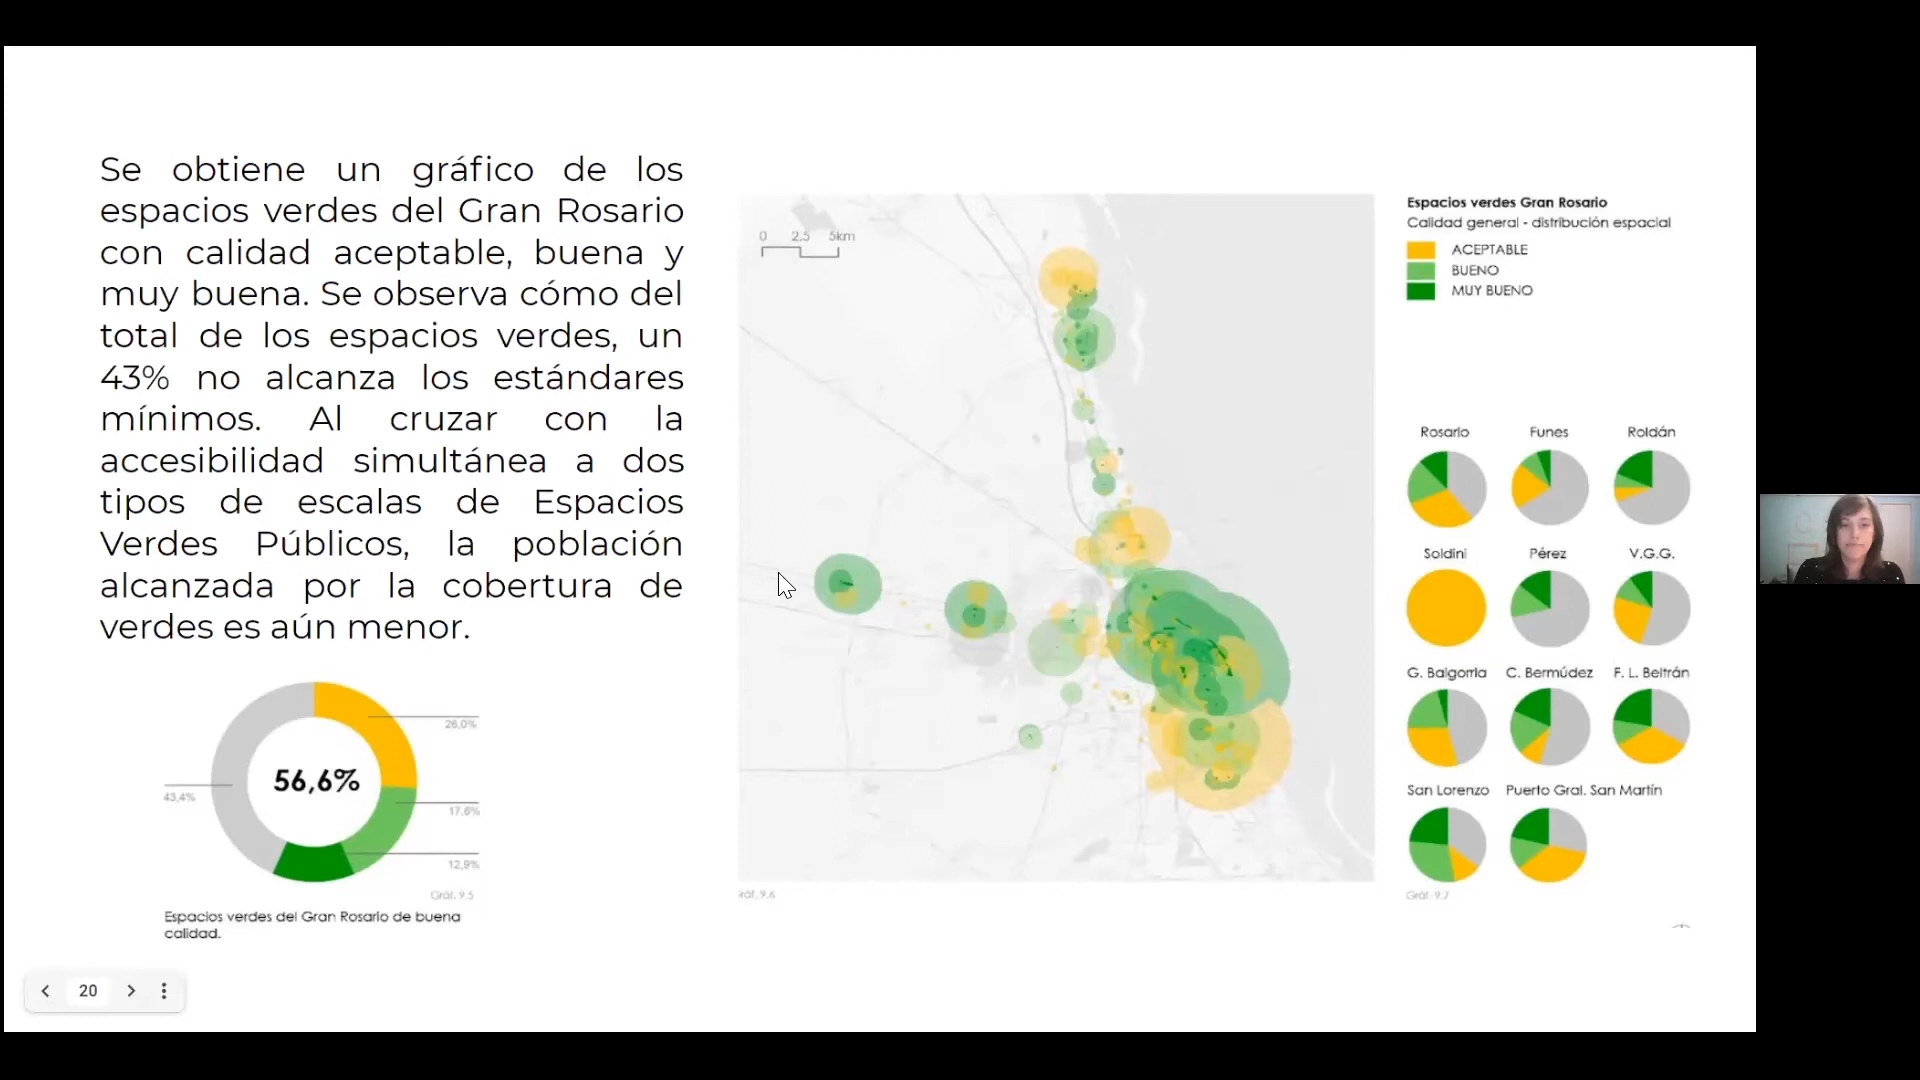 Se obtiene un gráfico de los
espacios verdes del Gran Rosario
con calidad aceptable, buena y
muy buena. Se observa cómo del
total de los espacios verdes, un
43% no alcanza los estándares
mínimos. Al cruzar con la
accesibilidad simultánea a dos
tipos de escalas de Espacios
Verdes Públicos, la población
alcanzada por la cobertura de
verdes es aún menor.
26,0%
56,6%
43,4%
17,6%
12,9%
Gráf. 9.5
Espacios verdes del Gran Rosario de buena
calidad.
20
0 2.5 5km
Espacios verdes Gran Rosario
Calidad general - distribución espacial
ACEPTABLE
BUENO
MUY BUENO
Rosario Funes Roldán
Soldini Pérez V.G.G.
G. Baigorria C. Bermúdez F. L. Beltrán
San Lorenzo Puerto Gral. San Martín
Gráf. 9.7